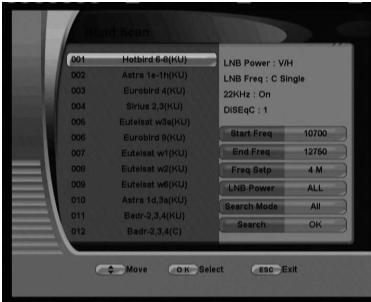 Blind Scan
001 Hotbird 6-8(KU)
002 Astra 1e-1h(KU)
003 Eurobird 4(KU)
004 Sirius 2,3(KU)
005 Eutelsat w3a(KU)
006 Eurobird 9(KU)
007 Eutelsat w1(KU)
008 Eutelsat w2(KU)
009 Eutelsat w6(KU)
010 Astra 1d,3a(KU)
011 Badr-2,3,4(KU)
012 Badr-2,3,4(C)
LNB Power : V/H
LNB Freq : C Single
22KHz : On
DiSEqC : 1
Start Freq 10700
End Freq 12750
Freq Setp 4 M
LNB Power ALL
Search Mode All
Search OK
Move OK Select ESC Exit